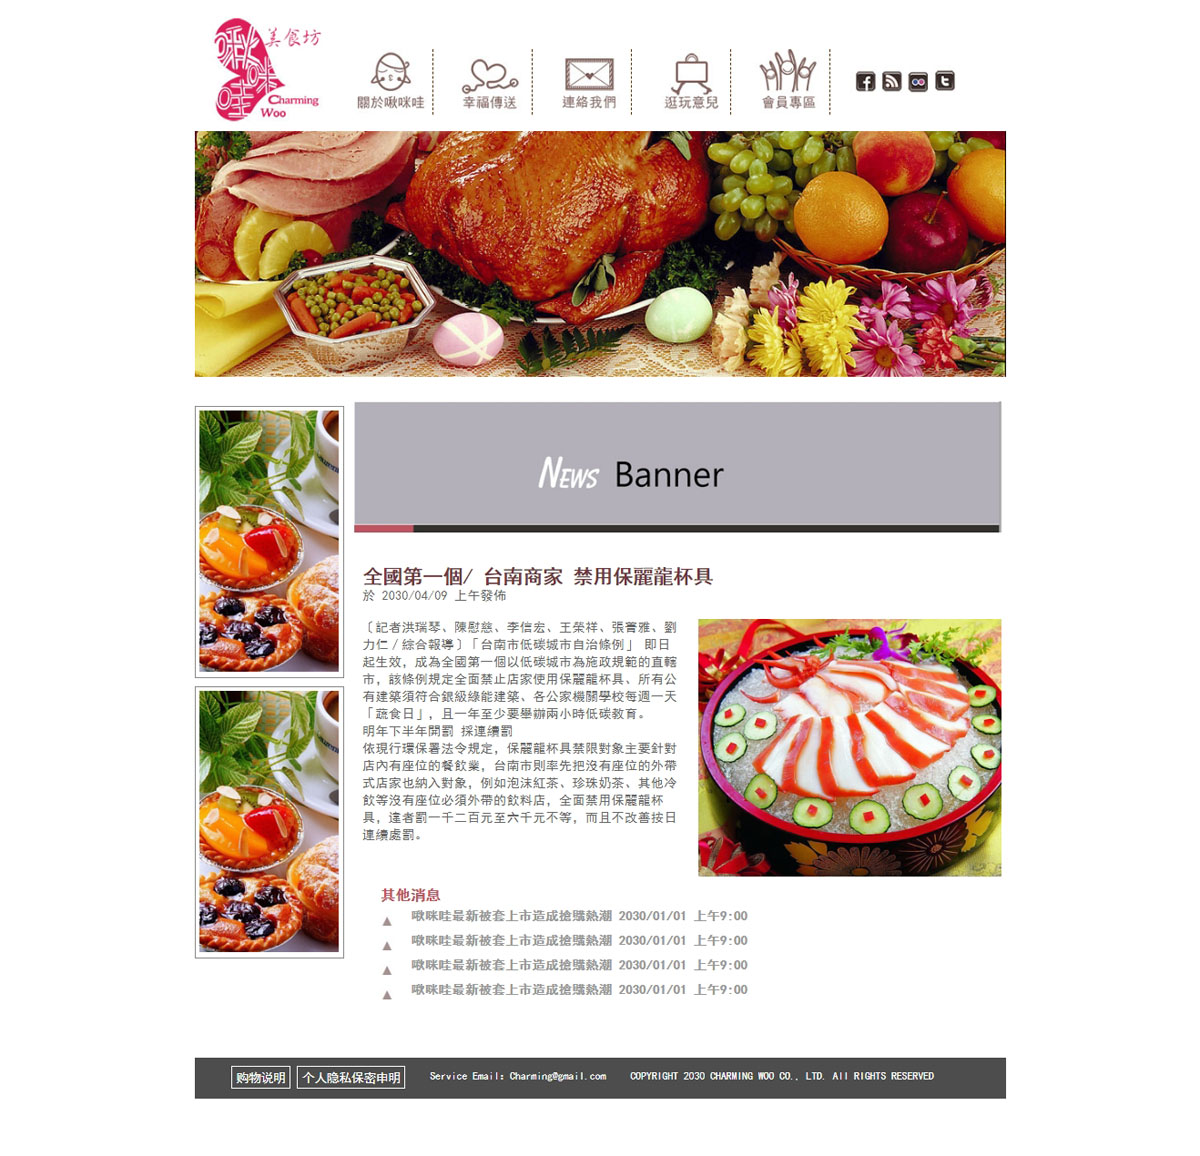 啾咪哇
美食坊
Charming
Woo
關於啾咪哇
幸福傳送
連絡我們
逛玩意兒
會員專區
News Banner
全國第一個/ 台南商家 禁用保麗龍杯具
於 2030/04/09 上午發佈
〔記者洪瑞琴、陳慰慈、李信宏、王榮祥、張菁雅、劉
力仁／綜合報導〕「台南市低碳城市自治條例」 即日
起生效，成為全國第一個以低碳城市為施政規範的直轄
市，該條例規定全面禁止店家使用保麗龍杯具、所有公
有建築須符合銀級綠能建築、各公家機關學校每週一天
「蔬食日」，且一年至少要舉辦兩小時低碳教育。
明年下半年開罰 採連續罰
依現行環保署法令規定，保麗龍杯具禁限對象主要針對
店內有座位的餐飲業，台南市則率先把沒有座位的外帶
式店家也納入對象，例如泡沫紅茶、珍珠奶茶、其他冷
飲等沒有座位必須外帶的飲料店，全面禁用保麗龍杯
具，違者罰一千二百元至六千元不等，而且不改善按日
連續處罰。
其他消息
啾咪哇最新被套上市造成搶購熱潮 2030/01/01 上午9:00
啾咪哇最新被套上市造成搶購熱潮 2030/01/01 上午9:00
啾咪哇最新被套上市造成搶購熱潮 2030/01/01 上午9:00
啾咪哇最新被套上市造成搶購熱潮 2030/01/01 上午9:00
购物说明 个人隐私保密申明 Service Email：Charming@gmail.com COPYRIGHT 2030 CHARMING WOO CO., LTD. All RIGHTS RESERVED